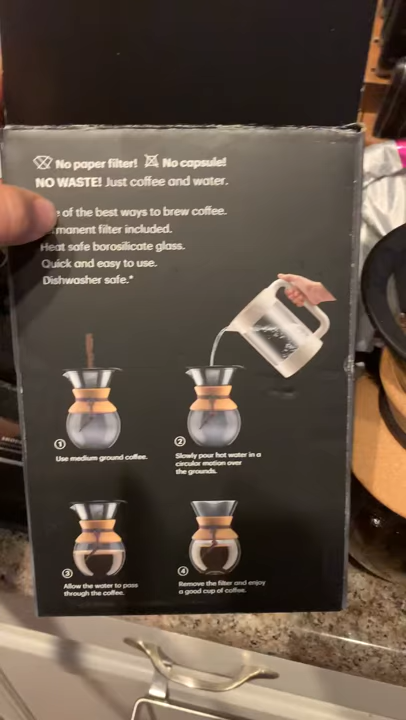 No paper filter! No capsule!
NO WASTE! Just coffee and water.
of the best ways to brew coffee.
manent filter included.
Heat safe borosilicate glass.
Quick and easy to use.
Dishwasher safe.*
1
Use medium ground coffee.
2
Slowly pour hot water in a
circular motion over
the grounds.
3
Allow the water to pass
through the coffee.
4
Remove the filter and enjoy
a good cup of coffee.